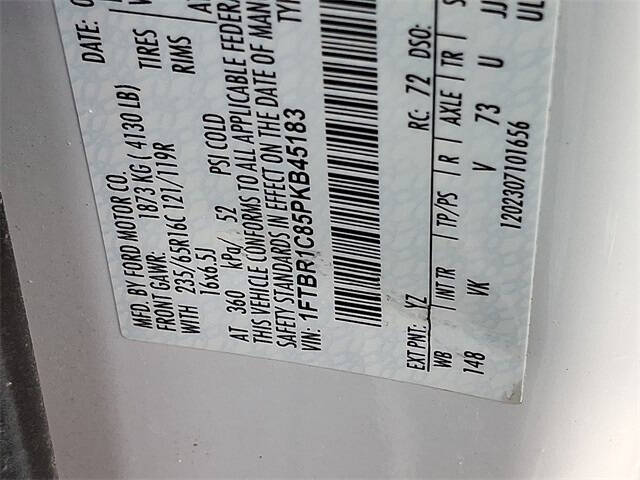 MFD. BY FORD MOTOR CO.
DATE:
FRONT GAWR: 1873 KG ( 4130 LB)
WITH 235/65R16C 121/119R TIRES
16x6.5J RIMS
AT 360 kPa/ 52 PSI COLD
THIS VEHICLE CONFORMS TO ALL APPLICABLE FEDERA
SAFETY STANDARDS IN EFFECT ON THE DATE OF MAN
VIN: 1FTBR1C85PKB45183
EXT PNT: YZ RC: 72 DSO:
WB INT TR TP/PS R AXLE TR
148 VK V 73 U JJ
1202307101656 UL